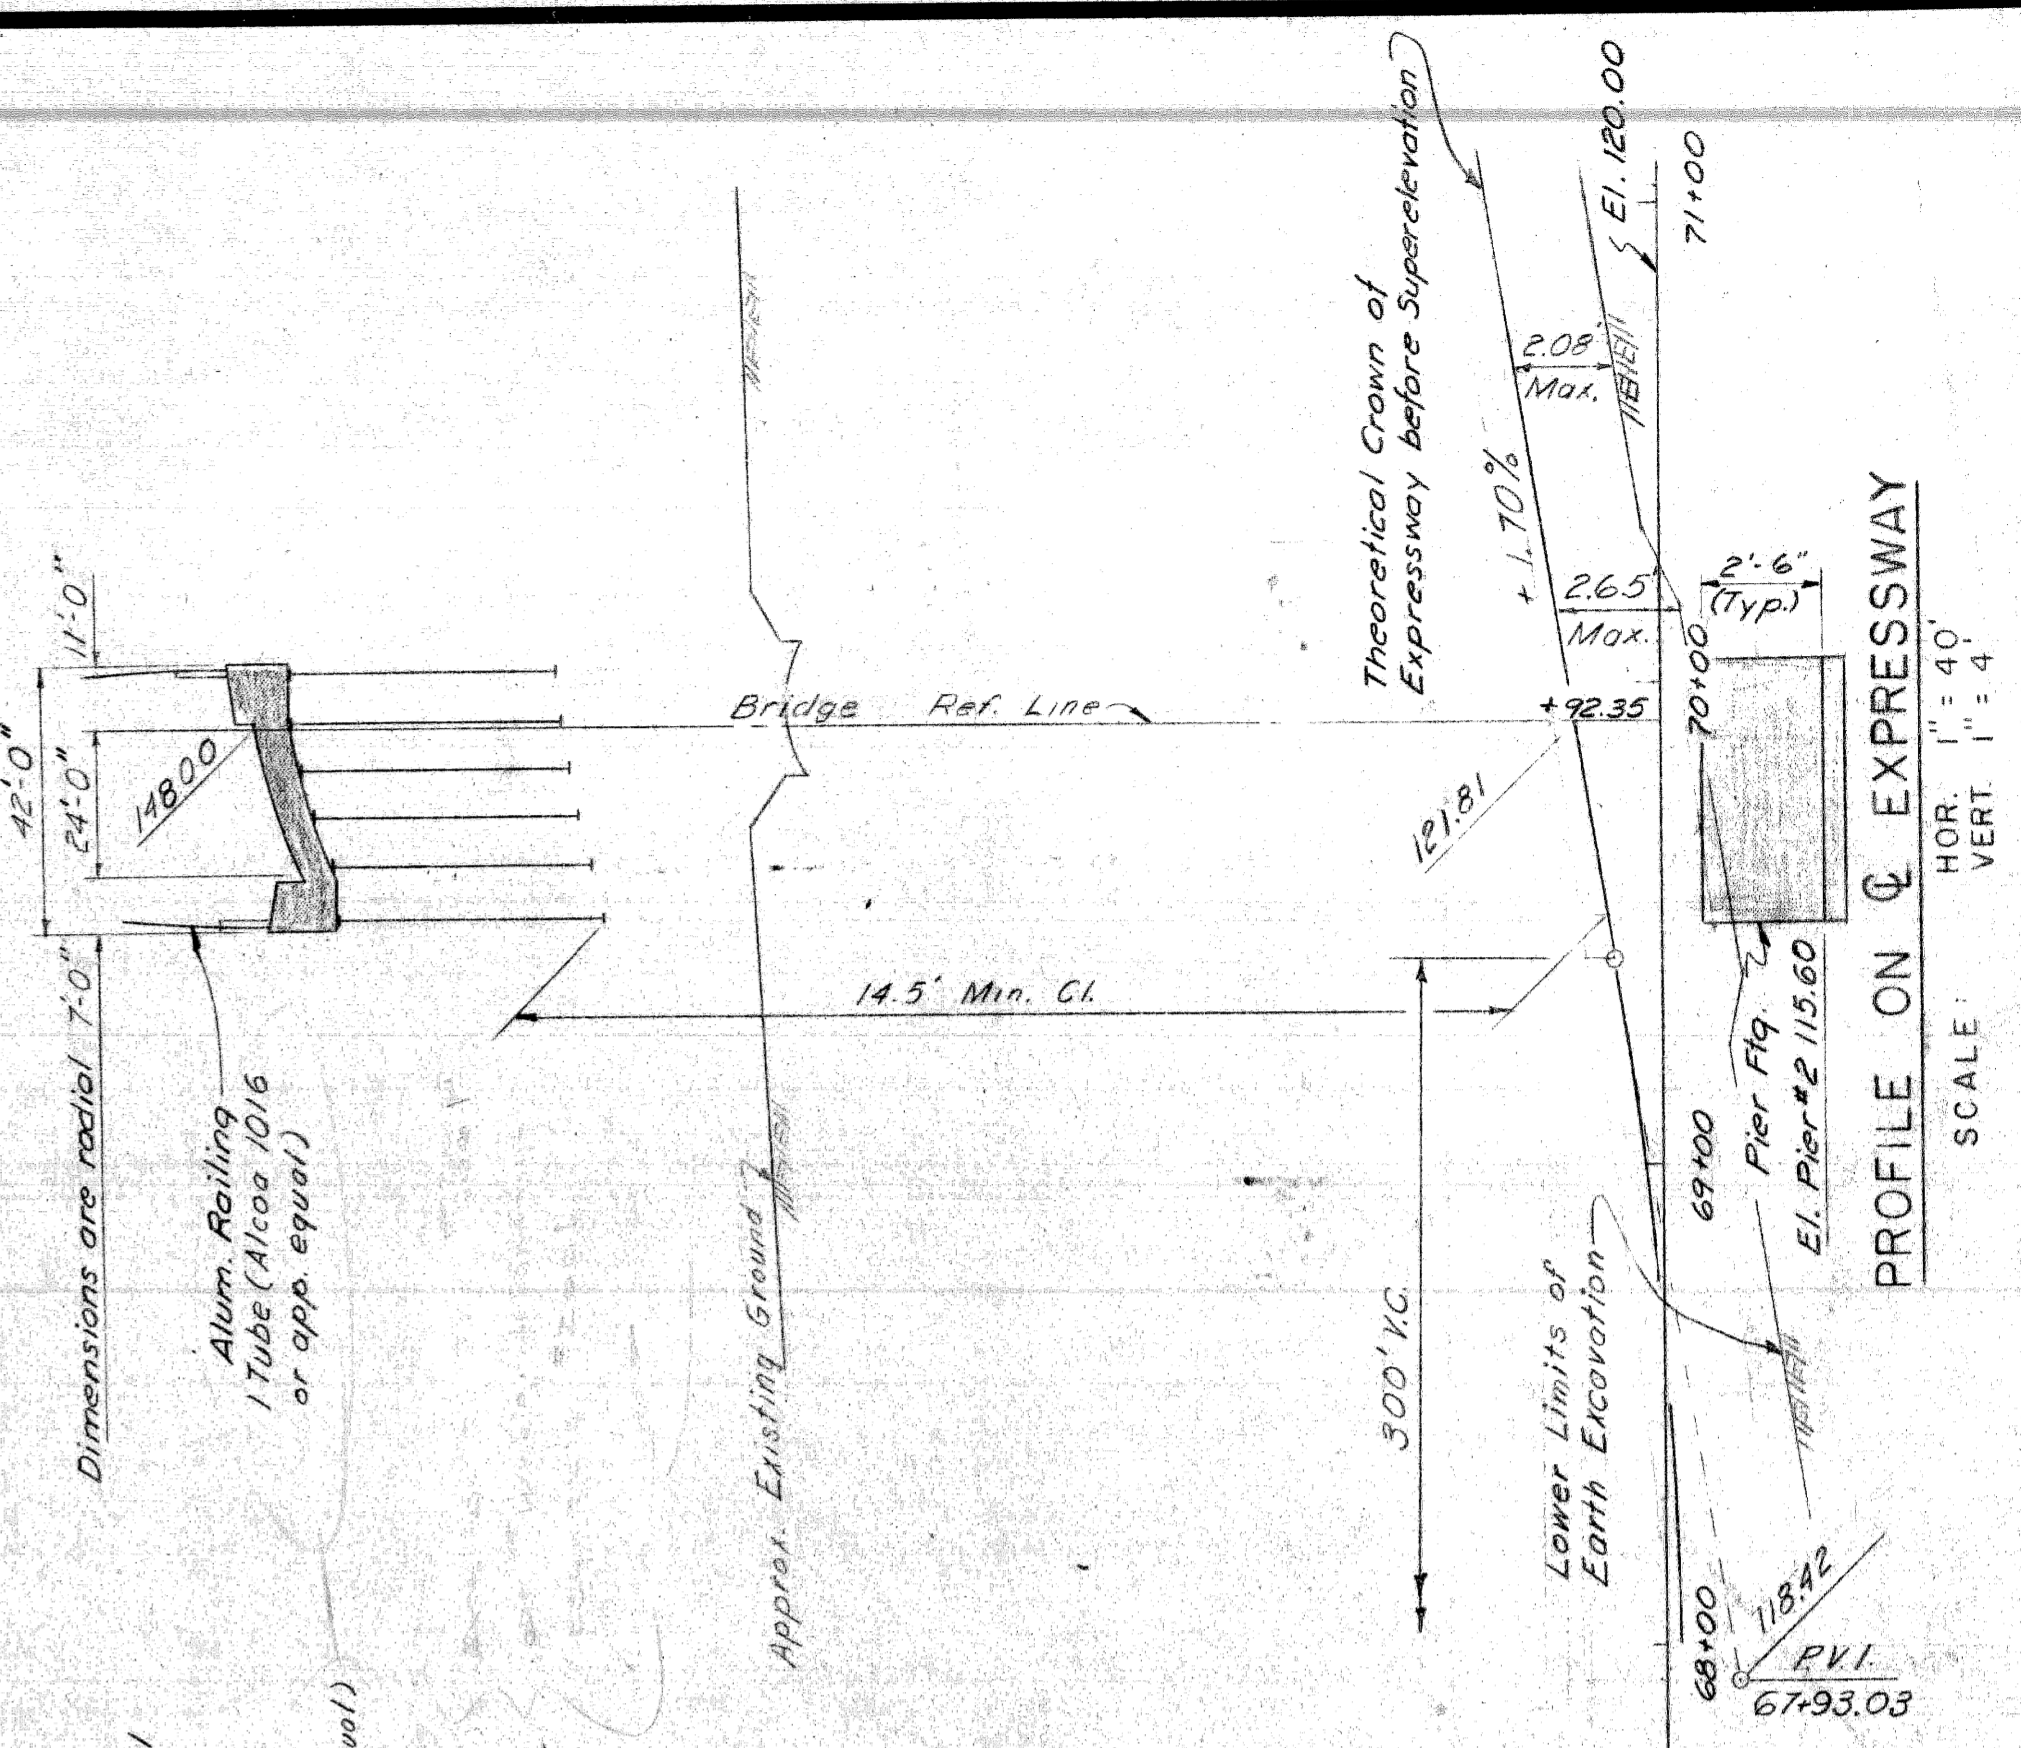 42'-0"
11'-0"
24'-0"
148.00
Dimensions are radial 7'-0"
Alum. Railing
1 Tube (Alcoa 1016
or app. equal)
Bridge Ref. Line
Approx. Existing Ground
14.5' Min. Cl.
Theoretical Crown of
Expressway before Superelevation
+ 1.70%
2.08'
Max.
2.65'
Max.
+92.35
121.81
300' V.C.
Lower Limits of
Earth Excavation
El. 120.00
68+00
69+00
70+00
71+00
2'-6"
(Typ.)
Pier Ftg.
El. Pier #2 115.60
118.42
P.V.I.
67+93.03
PROFILE ON ℄ EXPRESSWAY
SCALE: HOR. 1" = 40'
VERT. 1" = 4'